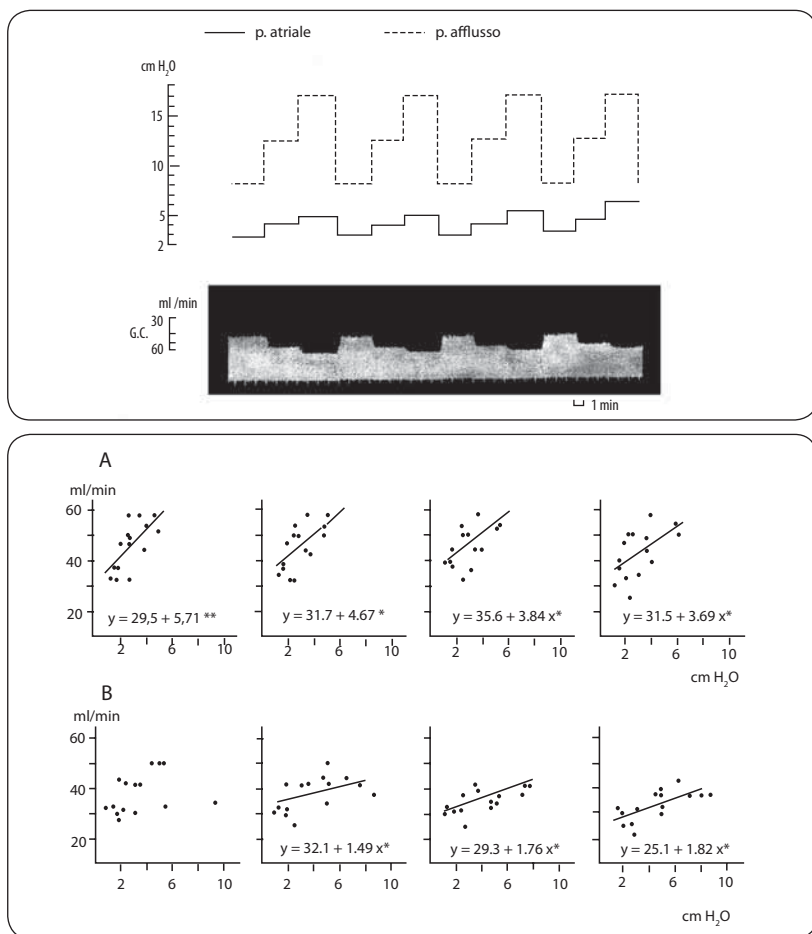 p. atriale p. afflusso
cm H₂O
15
10
5
2
ml /min
30
G.C.
60
1 min
A
ml/min
60
40
20
y = 29,5 + 5,71 **
y = 31.7 + 4.67 *
y = 35.6 + 3.84 x*
y = 31.5 + 3.69 x*
2 6 10 2 6 10 2 6 10 2 6 10
cm H₂O
B
ml/min
60
40
20
y = 32.1 + 1.49 x*
y = 29.3 + 1.76 x*
y = 25.1 + 1.82 x*
2 6 10 2 6 10 2 6 10 2 6 10
cm H₂O